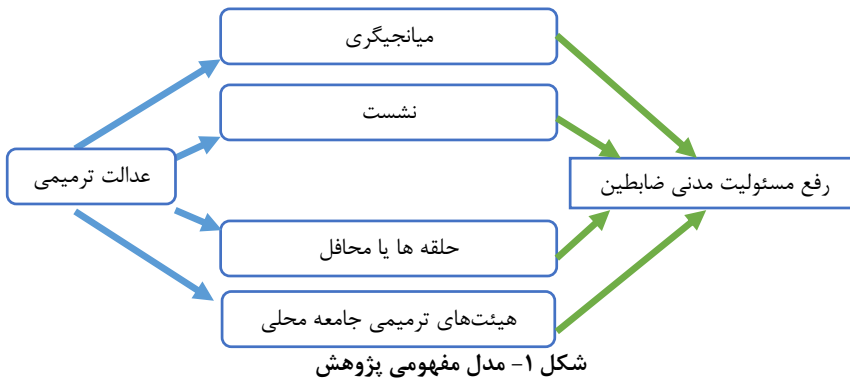 میانجیگری
نشست
عدالت ترمیمی
رفع مسئولیت مدنی ضابطین
حلقه ها یا محافل
هیئت‌های ترمیمی جامعه محلی
شکل ۱- مدل مفهومی پژوهش